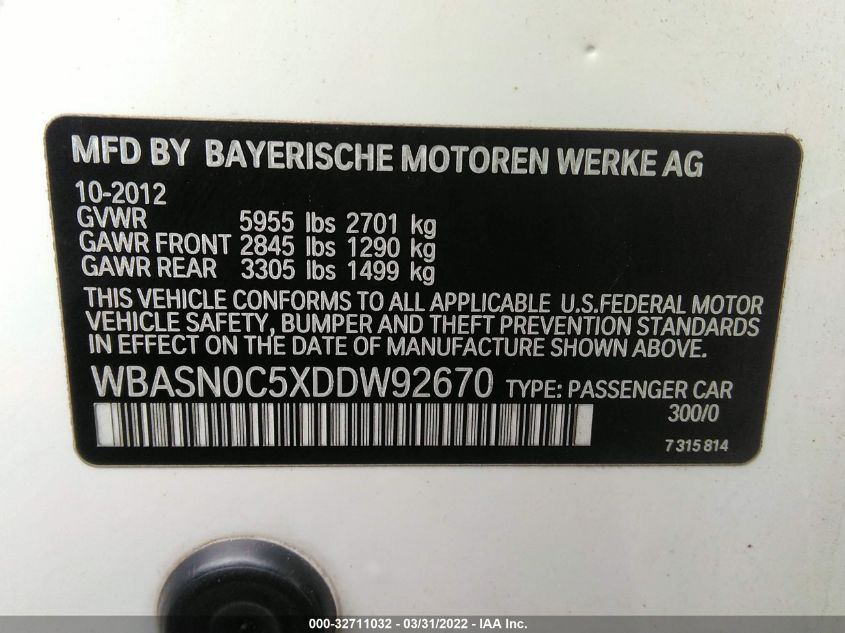 MFD BY BAYERISCHE MOTOREN WERKE AG
10-2012
GVWR 5955 lbs 2701 kg
GAWR FRONT 2845 lbs 1290 kg
GAWR REAR 3305 lbs 1499 kg
THIS VEHICLE CONFORMS TO ALL APPLICABLE U.S.FEDERAL MOTOR
VEHICLE SAFETY, BUMPER AND THEFT PREVENTION STANDARDS
IN EFFECT ON THE DATE OF MANUFACTURE SHOWN ABOVE.
WBASN0C5XDDW92670 TYPE: PASSENGER CAR
300/0
7 315 814
000-32711032 - 03/31/2022 - IAA Inc.